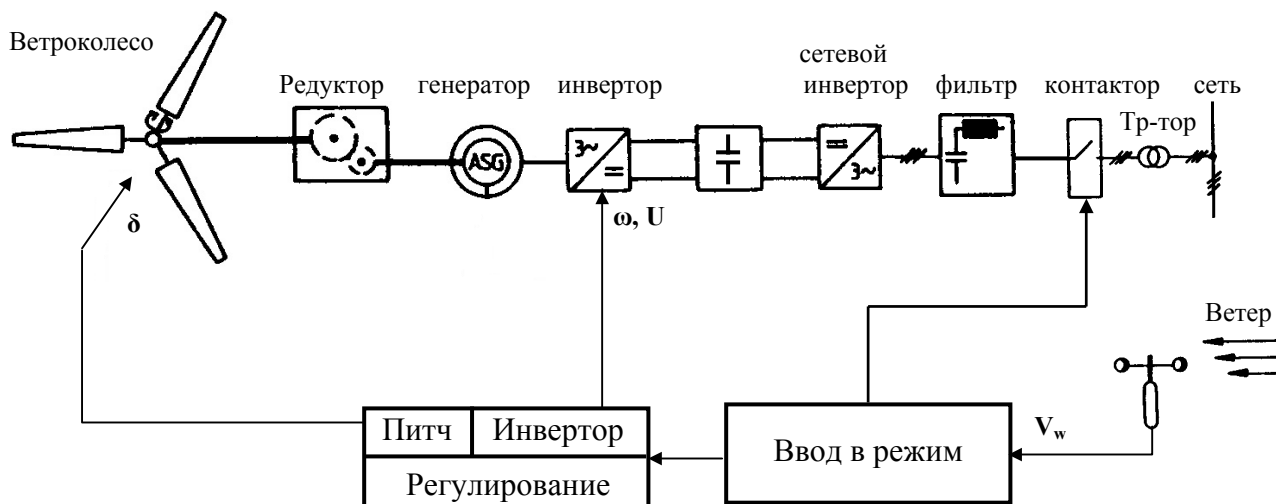 Ветроколесо
Редуктор
генератор
инвертор
сетевой
инвертор
фильтр
контактор
сеть
Тр-тор
3~
=
ASG
=
3~
δ
ω, U
Ветер
Питч
Инвертор
Регулирование
Ввод в режим
Vw